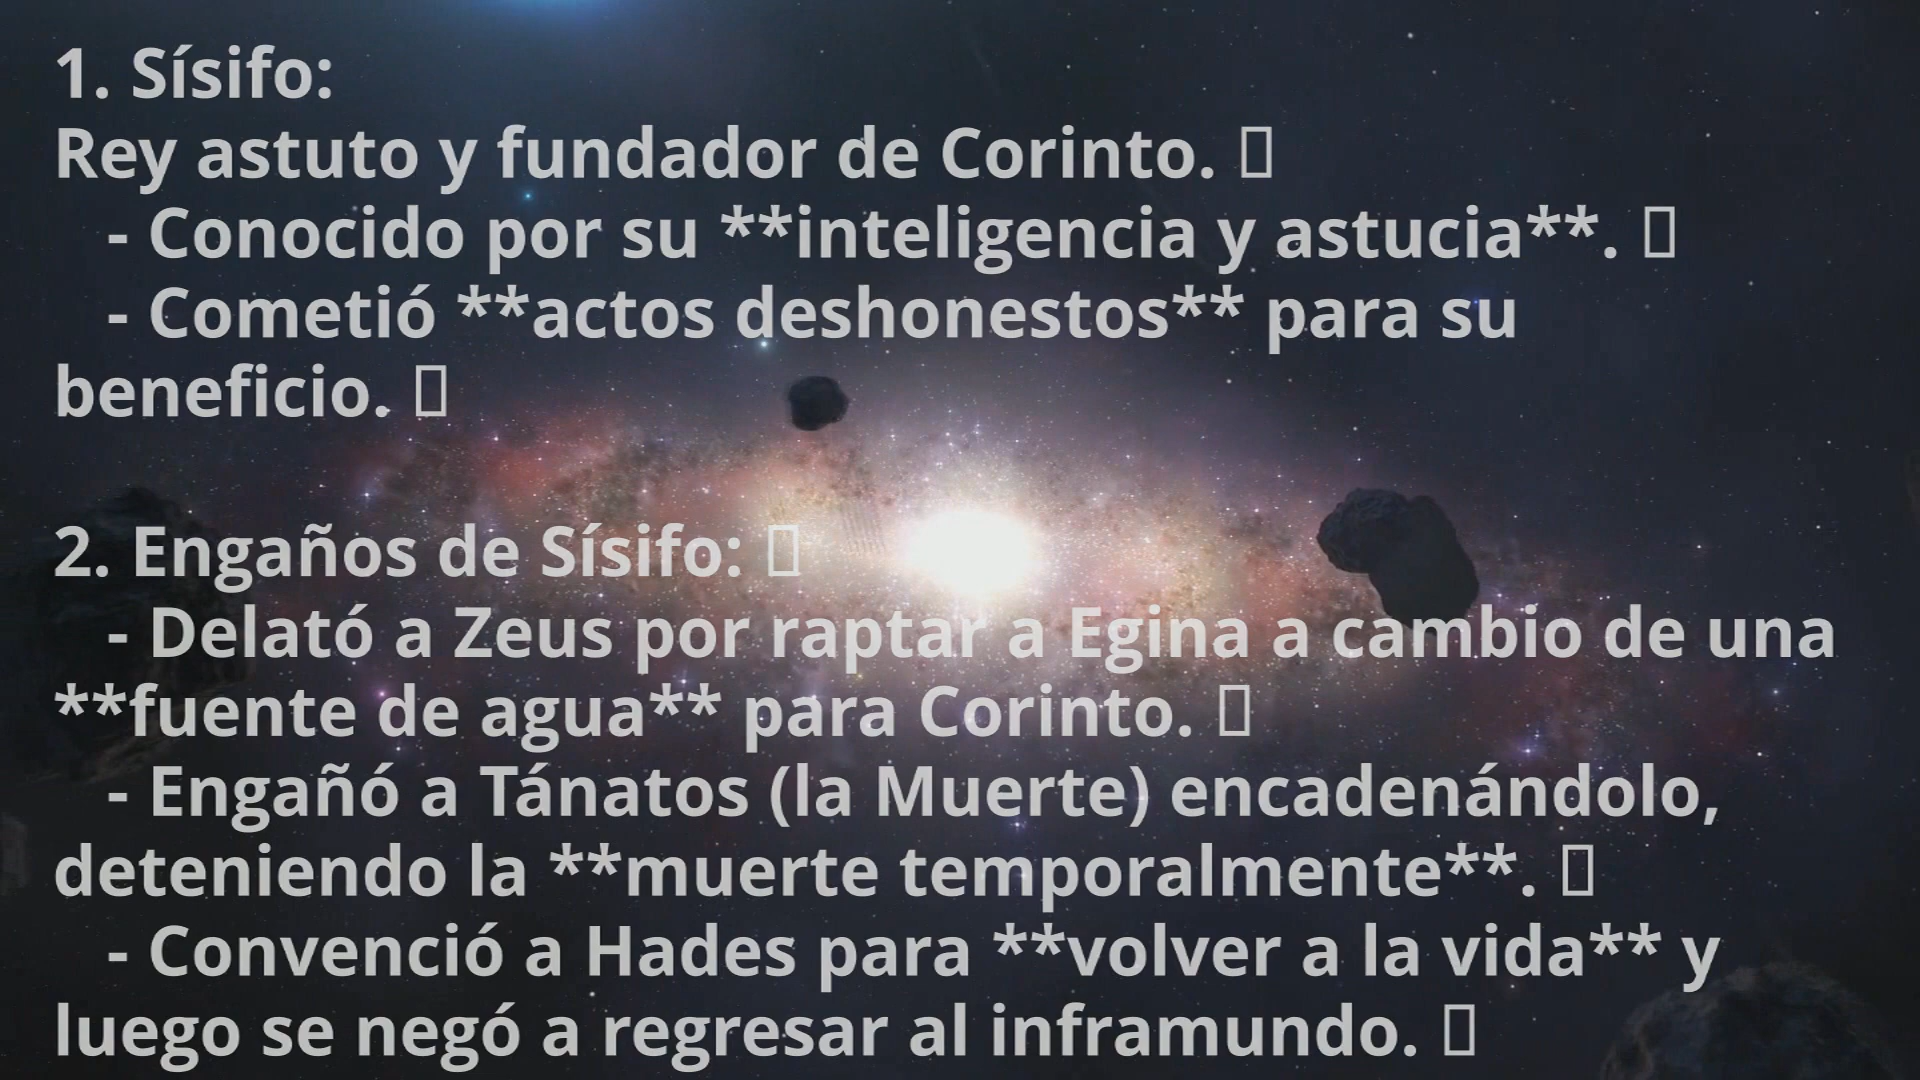 1. Sísifo:
Rey astuto y fundador de Corinto. 
- Conocido por su **inteligencia y astucia**. 
- Cometió **actos deshonestos** para su
beneficio. 
2. Engaños de Sísifo: 
- Delató a Zeus por raptar a Egina a cambio de una
**fuente de agua** para Corinto. 
- Engañó a Tánatos (la Muerte) encadenándolo,
deteniendo la **muerte temporalmente**. 
- Convenció a Hades para **volver a la vida** y
luego se negó a regresar al inframundo.